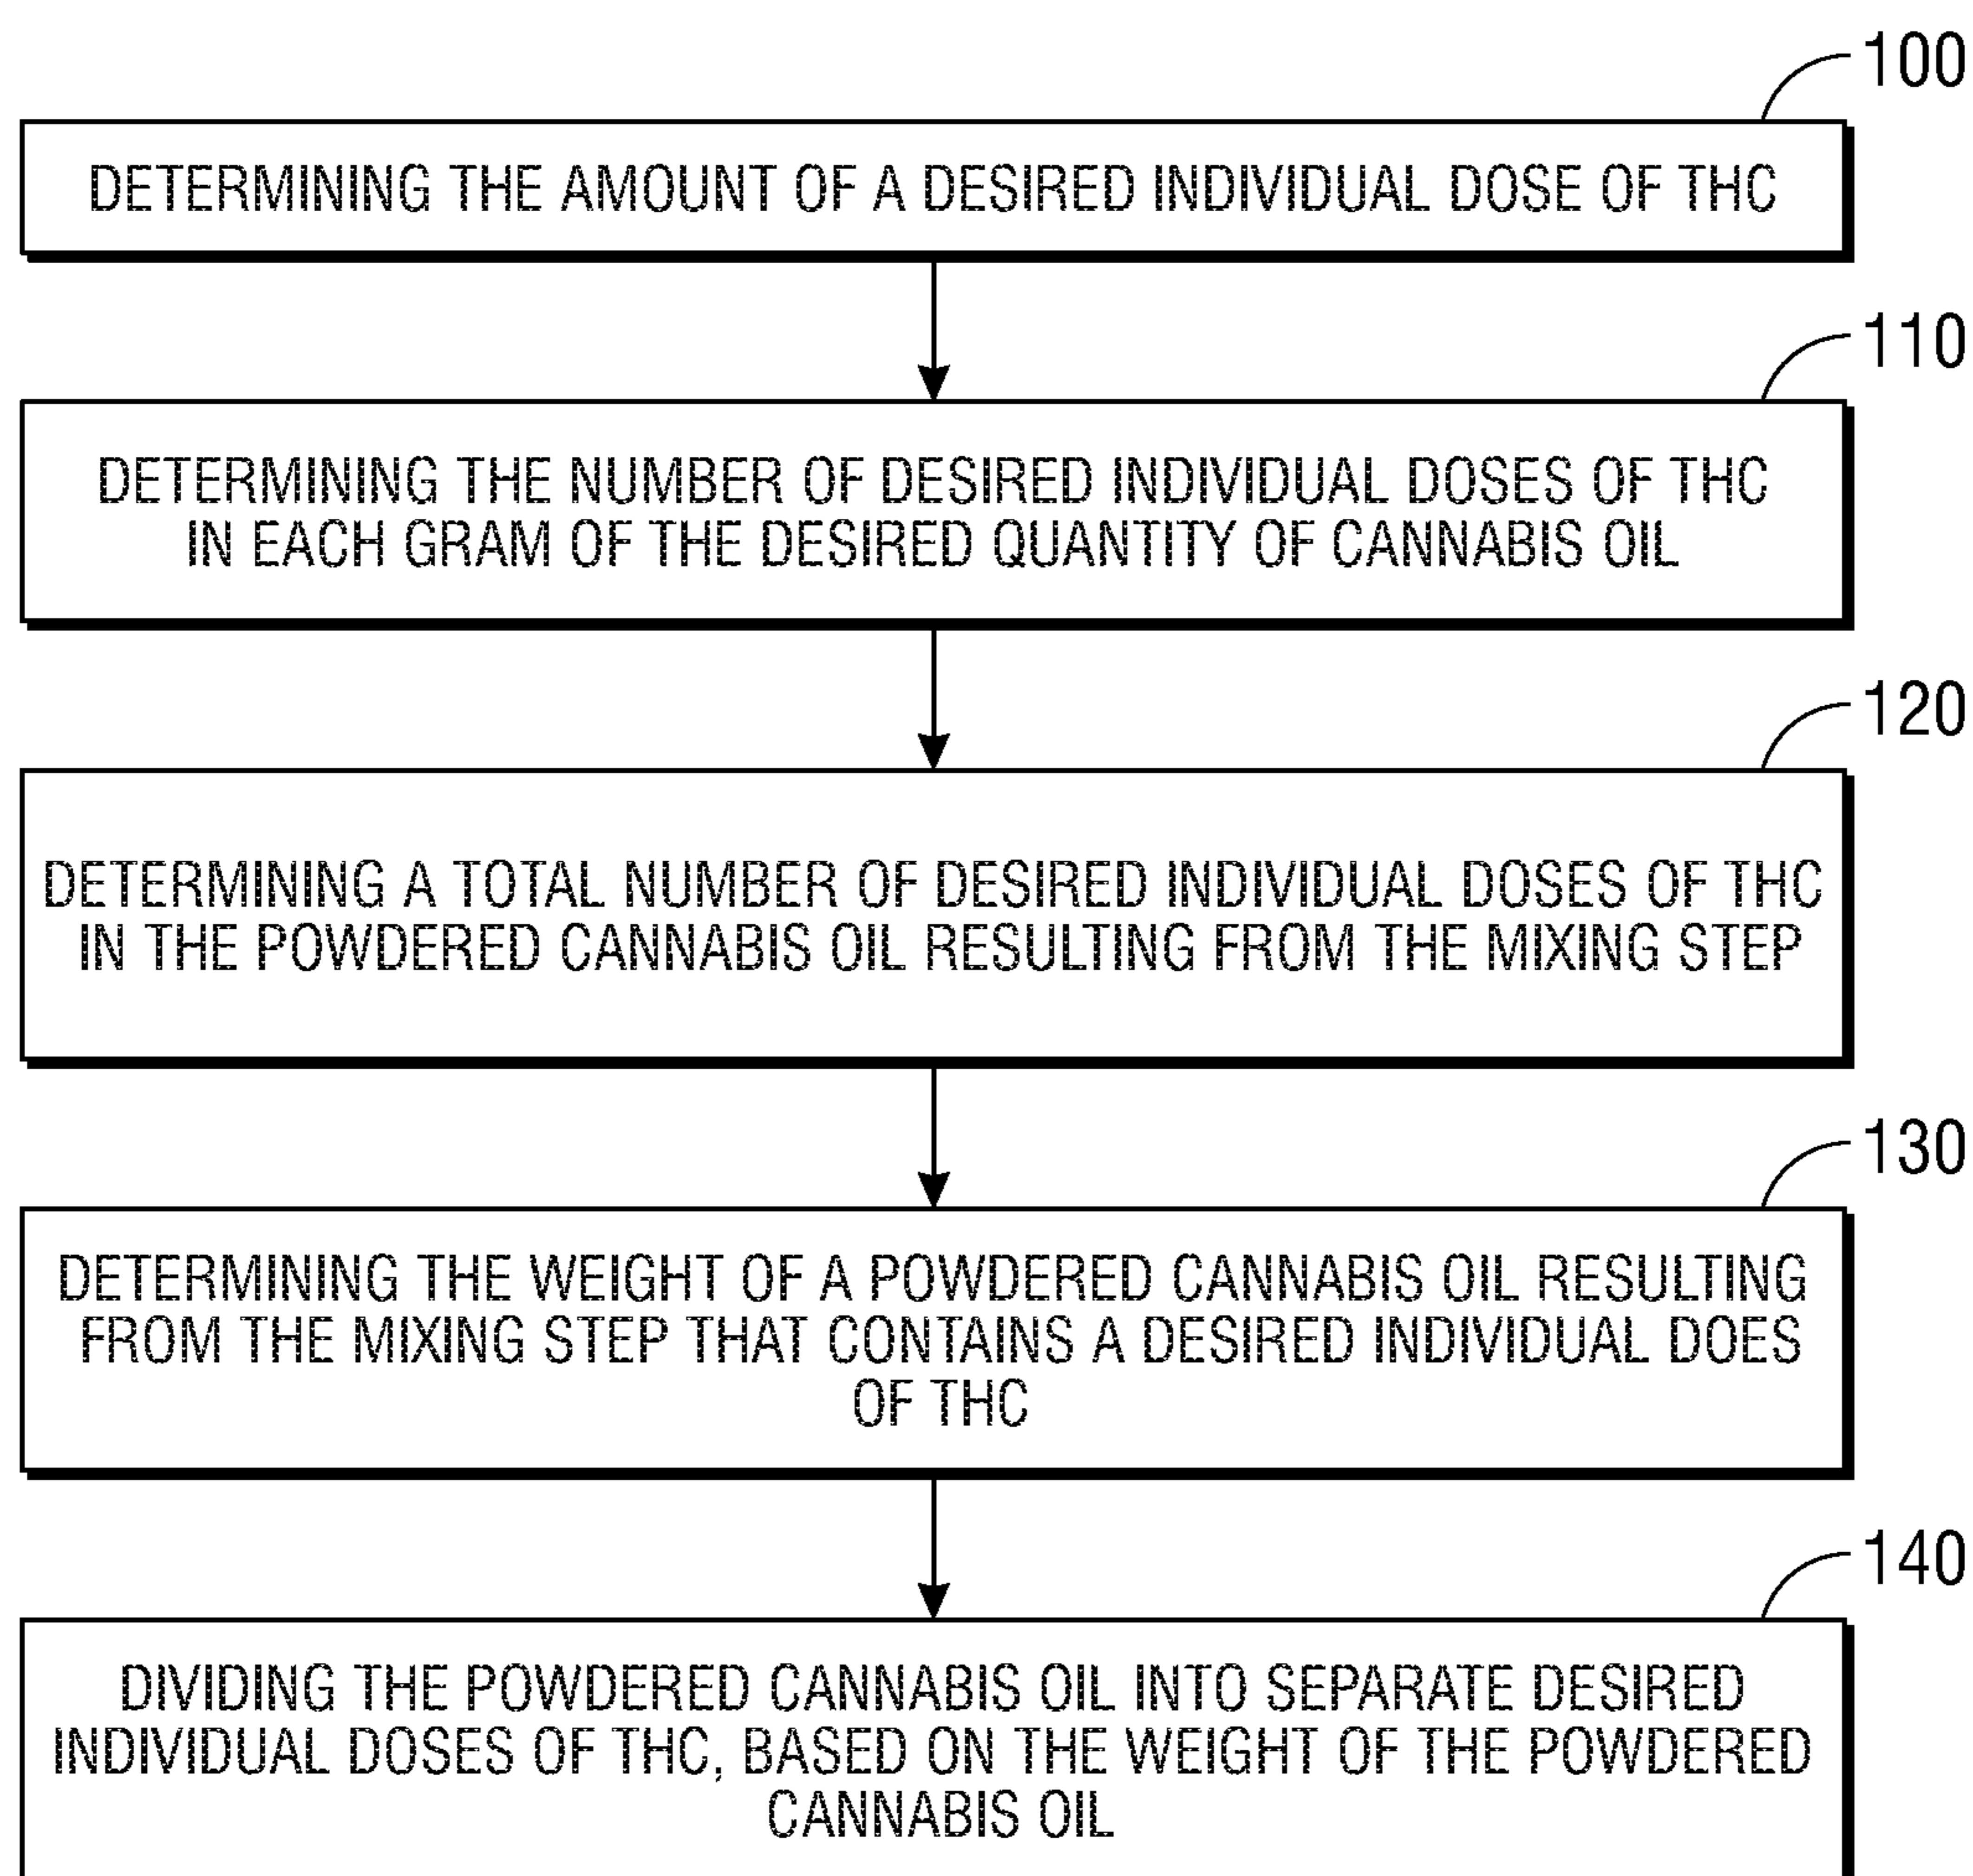 100
DETERMINING THE AMOUNT OF A DESIRED INDIVIDUAL DOSE OF THC
110
DETERMINING THE NUMBER OF DESIRED INDIVIDUAL DOSES OF THC
IN EACH GRAM OF THE DESIRED QUANTITY OF CANNABIS OIL
120
DETERMINING A TOTAL NUMBER OF DESIRED INDIVIDUAL DOSES OF THC
IN THE POWDERED CANNABIS OIL RESULTING FROM THE MIXING STEP
130
DETERMINING THE WEIGHT OF A POWDERED CANNABIS OIL RESULTING
FROM THE MIXING STEP THAT CONTAINS A DESIRED INDIVIDUAL DOES
OF THC
140
DIVIDING THE POWDERED CANNABIS OIL INTO SEPARATE DESIRED
INDIVIDUAL DOSES OF THC, BASED ON THE WEIGHT OF THE POWDERED
CANNABIS OIL